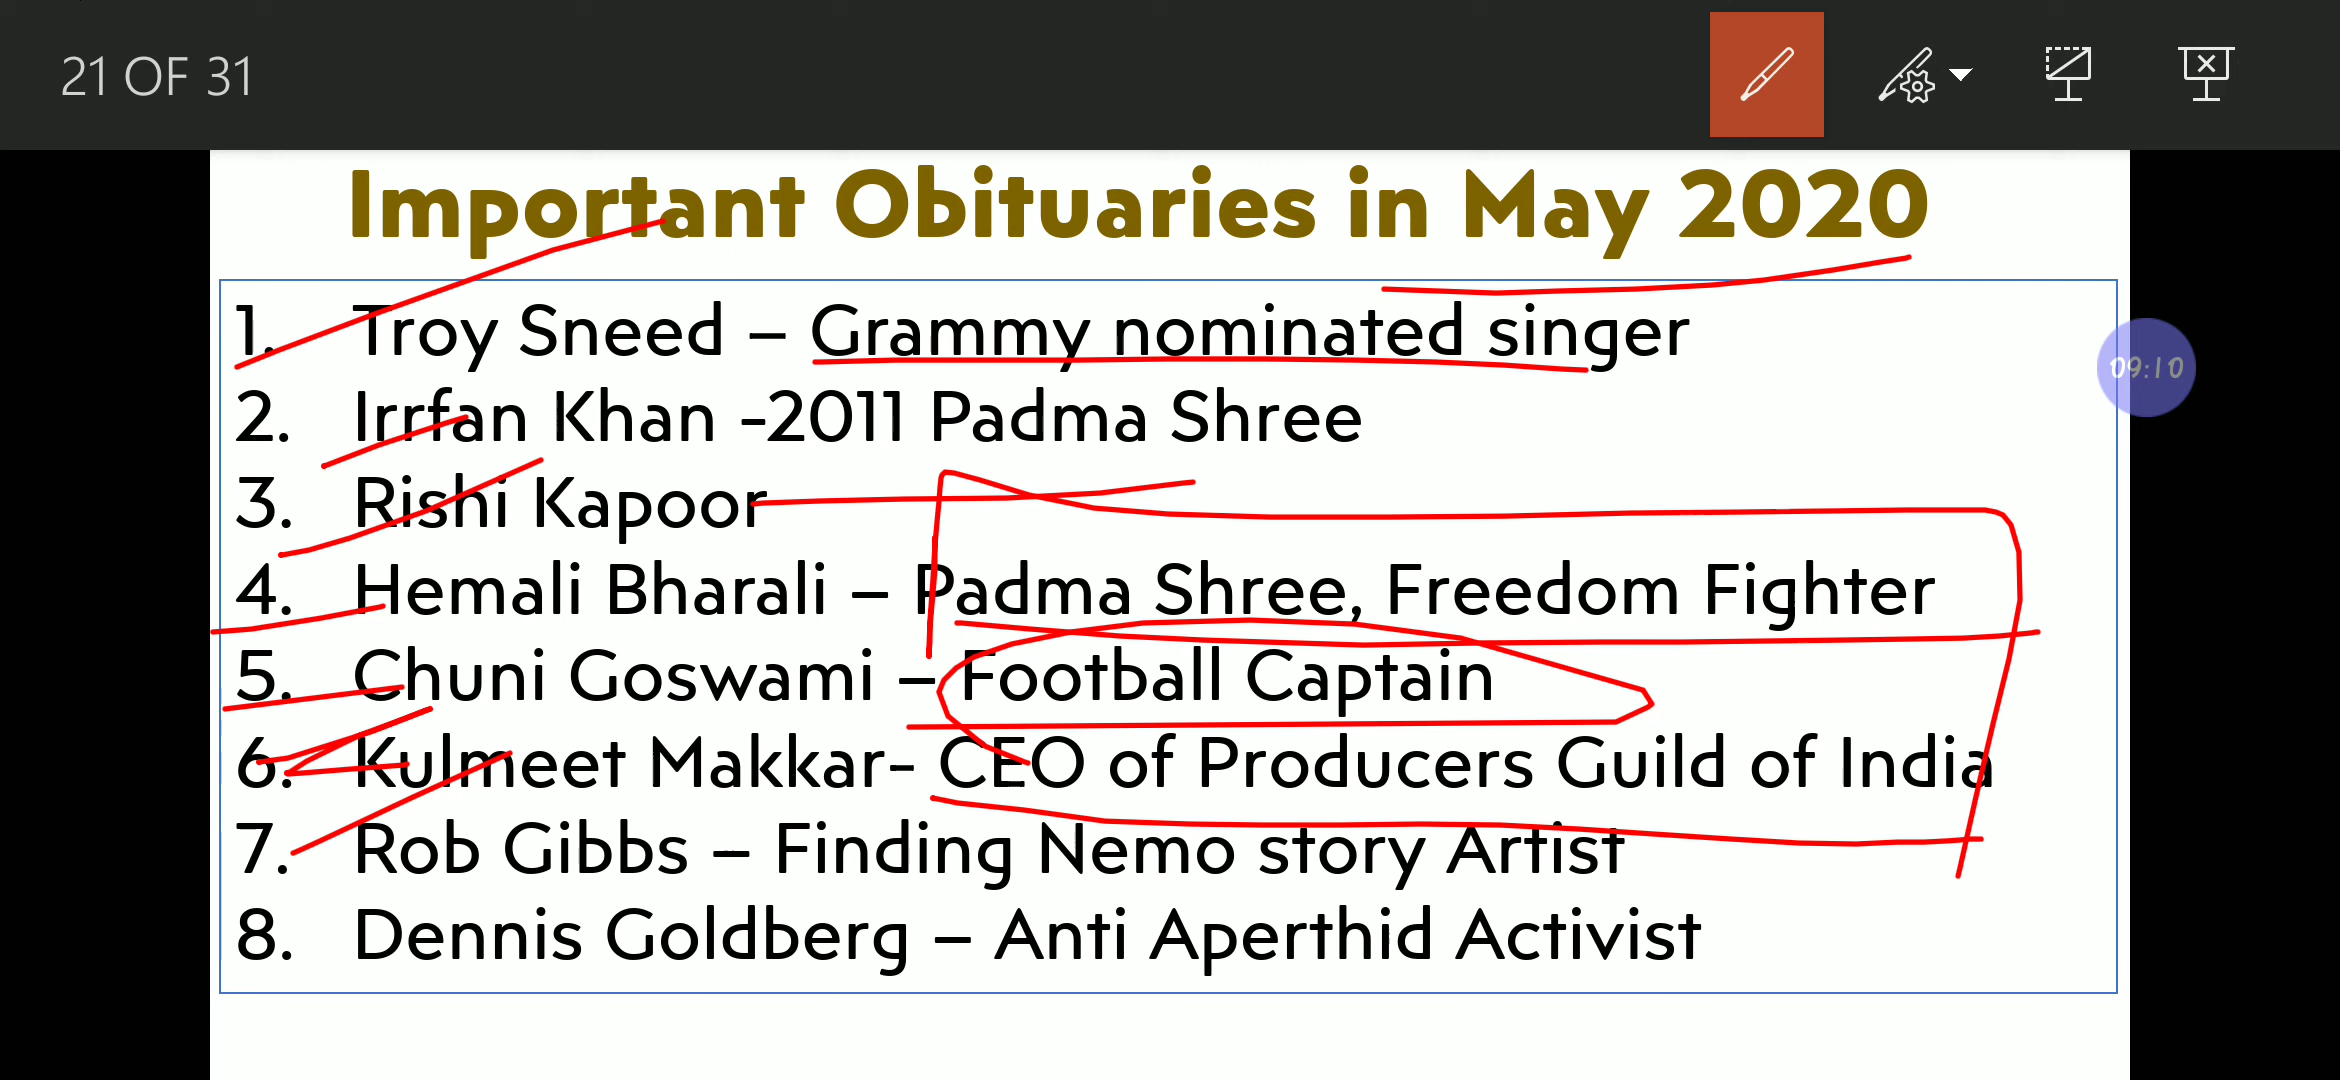 21 OF 31
Important Obituaries in May 2020
1. Troy Sneed – Grammy nominated singer
2. Irrfan Khan -2011 Padma Shree
09:10
3. Rishi Kapoor
4. Hemali Bharali – Padma Shree, Freedom Fighter
5. Chuni Goswami – Football Captain
6. Kulmeet Makkar- CEO of Producers Guild of India
7. Rob Gibbs – Finding Nemo story Artist
8. Dennis Goldberg – Anti Aperthid Activist